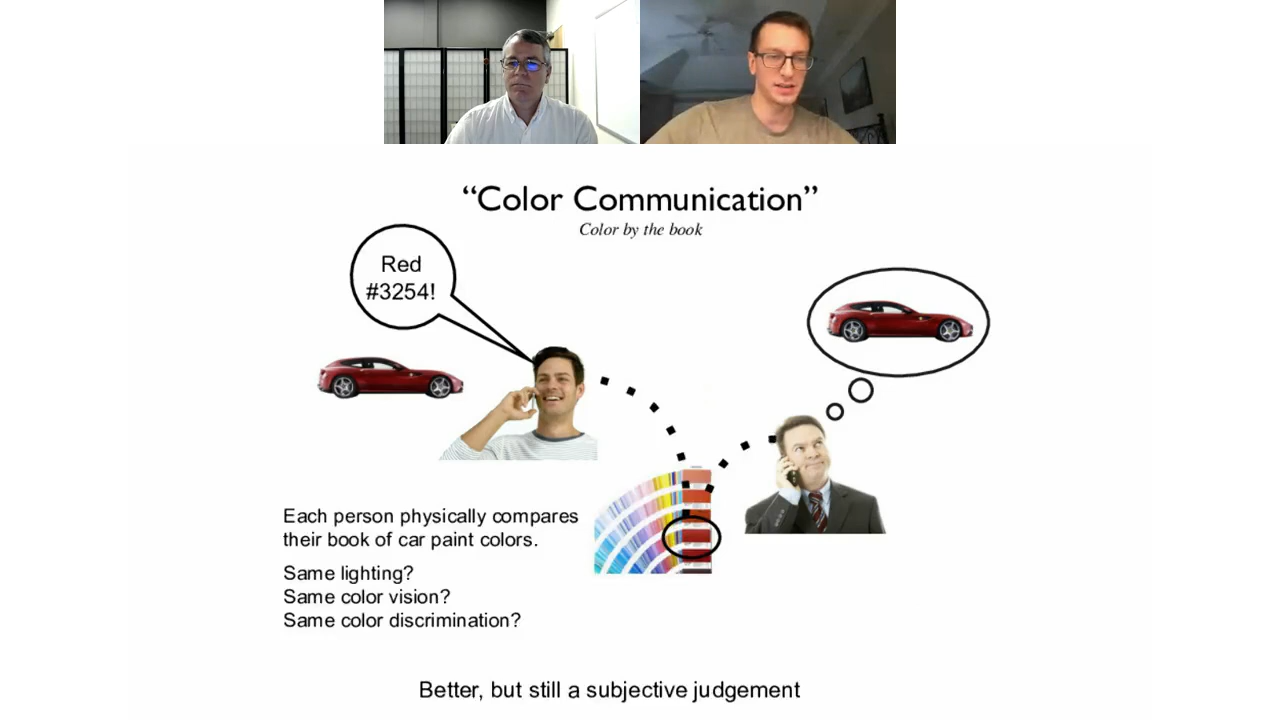 “Color Communication”
Color by the book
Red
#3254!
Each person physically compares
their book of car paint colors.
Same lighting?
Same color vision?
Same color discrimination?
Better, but still a subjective judgement